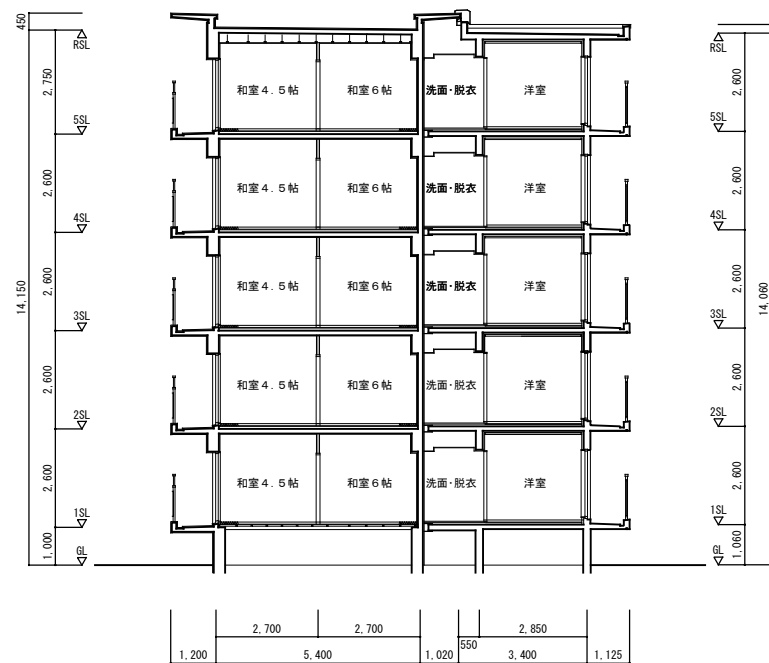 450
RSL
2,750
5SL
2,600
4SL
2,600
3SL
2,600
2SL
2,600
1SL
1,000
GL
14,150
和室4.5帖 和室6帖 洗面・脱衣 洋室
和室4.5帖 和室6帖 洗面・脱衣 洋室
和室4.5帖 和室6帖 洗面・脱衣 洋室
和室4.5帖 和室6帖 洗面・脱衣 洋室
和室4.5帖 和室6帖 洗面・脱衣 洋室
RSL
2,600
5SL
2,600
4SL
2,600
3SL
2,600
2SL
2,600
1SL
1,060
GL
14,060
2,700 2,700 550 2,850
1,200 5,400 1,020 3,400 1,125